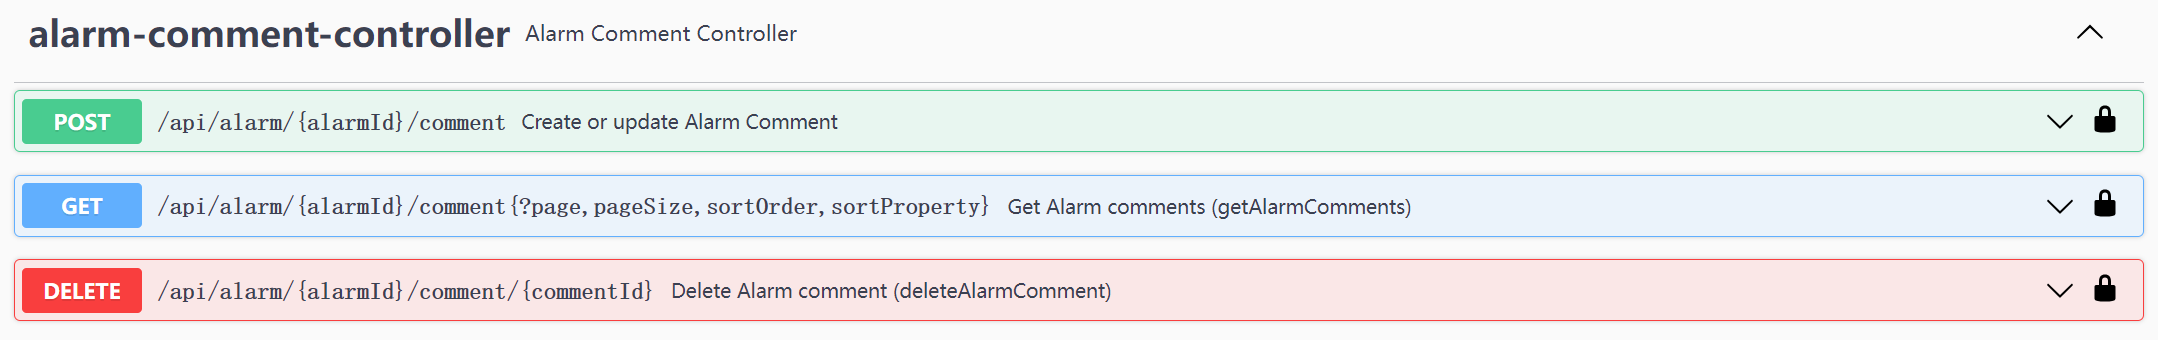 alarm-comment-controller Alarm Comment Controller
POST /api/alarm/{alarmId}/comment Create or update Alarm Comment
GET /api/alarm/{alarmId}/comment{?page,pageSize,sortOrder,sortProperty} Get Alarm comments (getAlarmComments)
DELETE /api/alarm/{alarmId}/comment/{commentId} Delete Alarm comment (deleteAlarmComment)